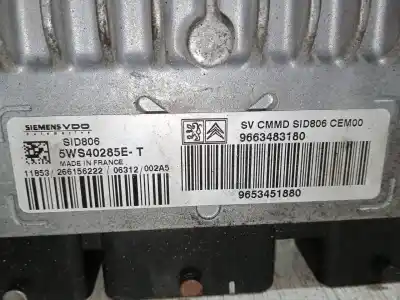 SIEMENS VDO
SID806
5WS40285E-T
MADE IN FRANCE
11853 / 266156222 / 06312 / 002A5
SV CMMD SID806 CEM00
9663483180
9653451880